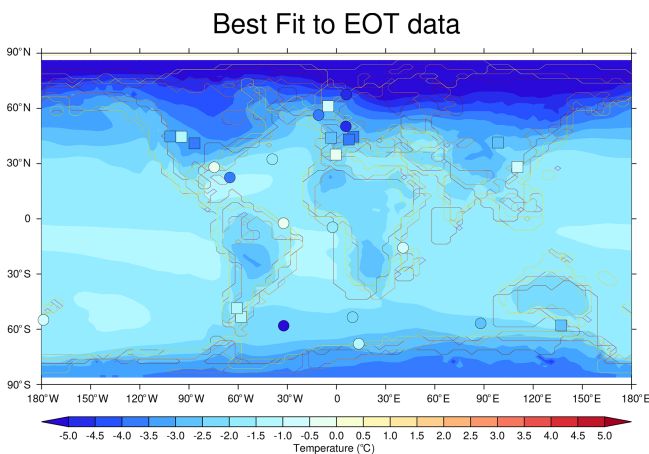 Best Fit to EOT data
90°N
60°N
30°N
0
30°S
60°S
90°S
180°W 150°W 120°W 90°W 60°W 30°W 0 30°E 60°E 90°E 120°E 150°E 180°E
-5.0 -4.5 -4.0 -3.5 -3.0 -2.5 -2.0 -1.5 -1.0 -0.5 0.0 0.5 1.0 1.5 2.0 2.5 3.0 3.5 4.0 4.5 5.0
Temperature (°C)